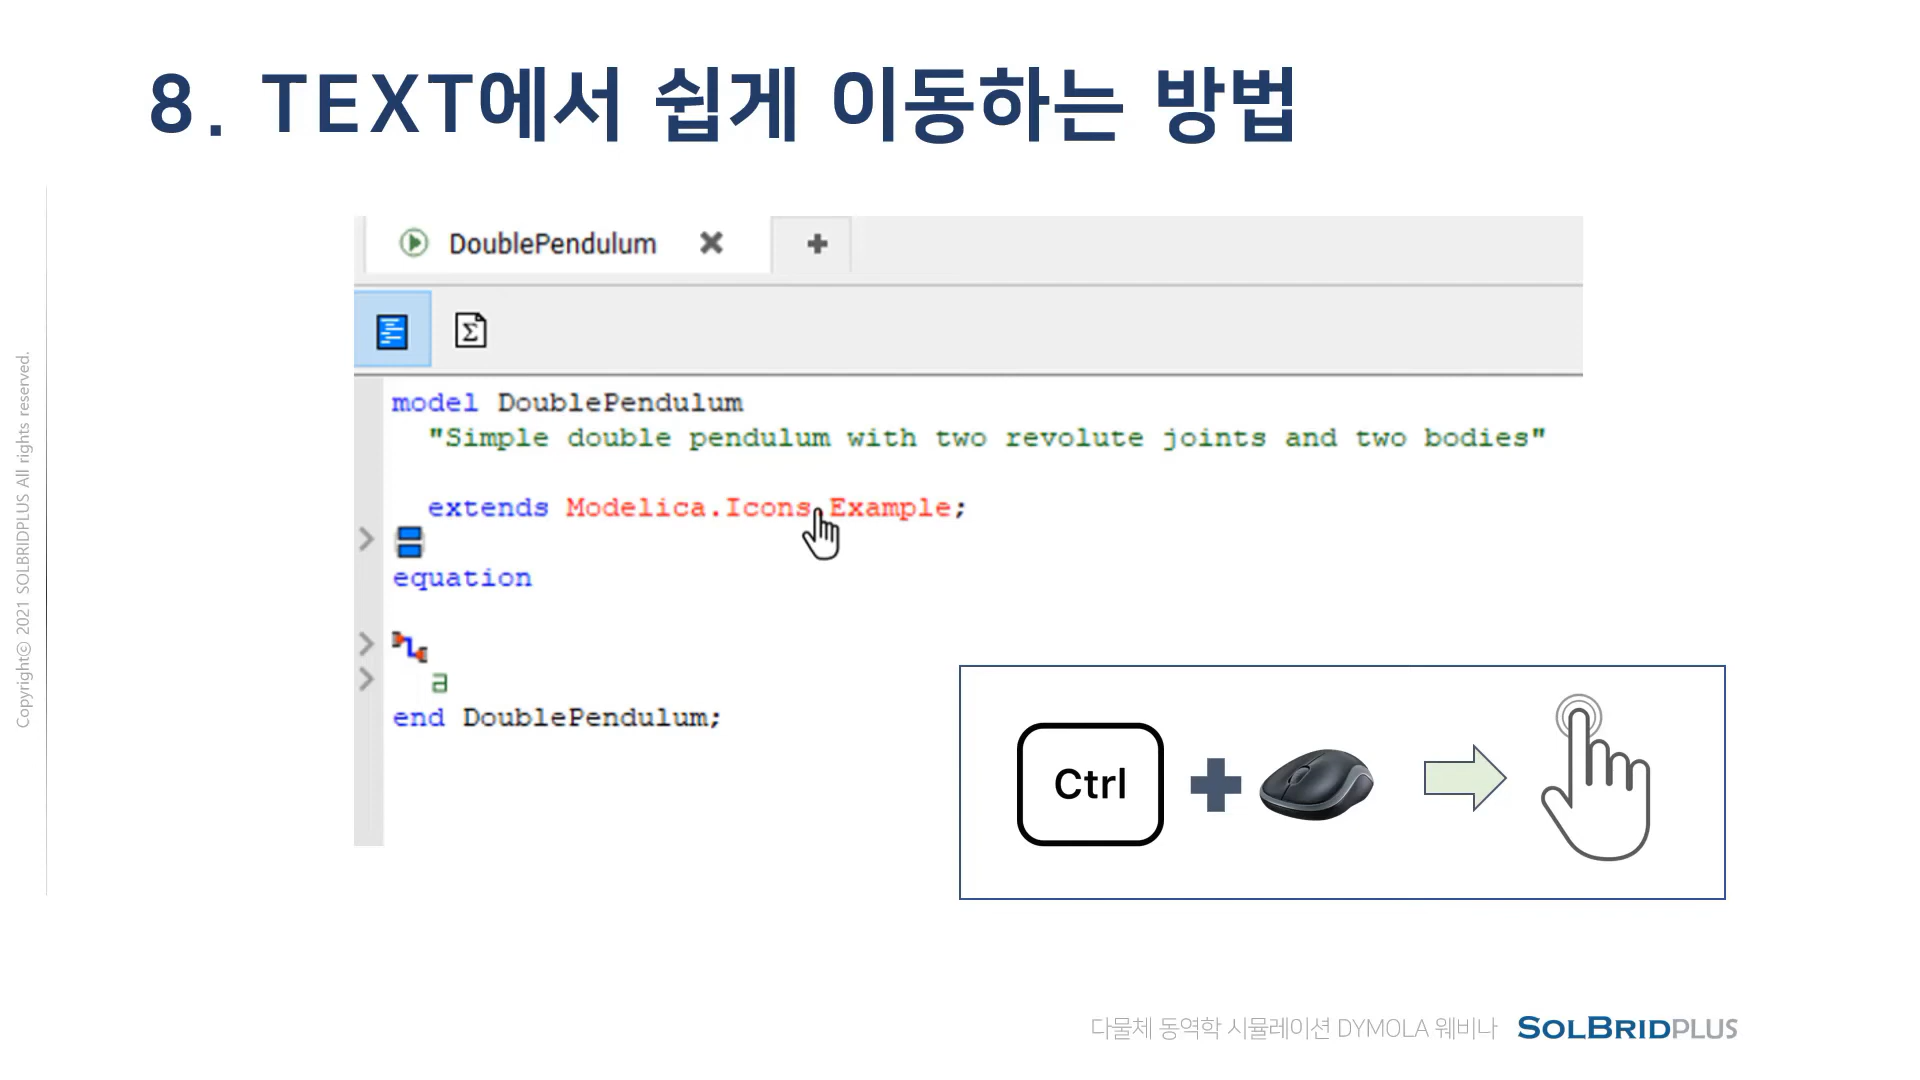 8. TEXT에서 쉽게 이동하는 방법
DoublePendulum
Σ
model DoublePendulum
"Simple double pendulum with two revolute joints and two bodies"
extends Modelica.Icons.Example;
equation
a
end DoublePendulum;
Ctrl
Copyright© 2021 SOLBRIDPLUS All rights reserved.
다물체 동역학 시뮬레이션 DYMOLA 웨비나
SOLBRIDPLUS